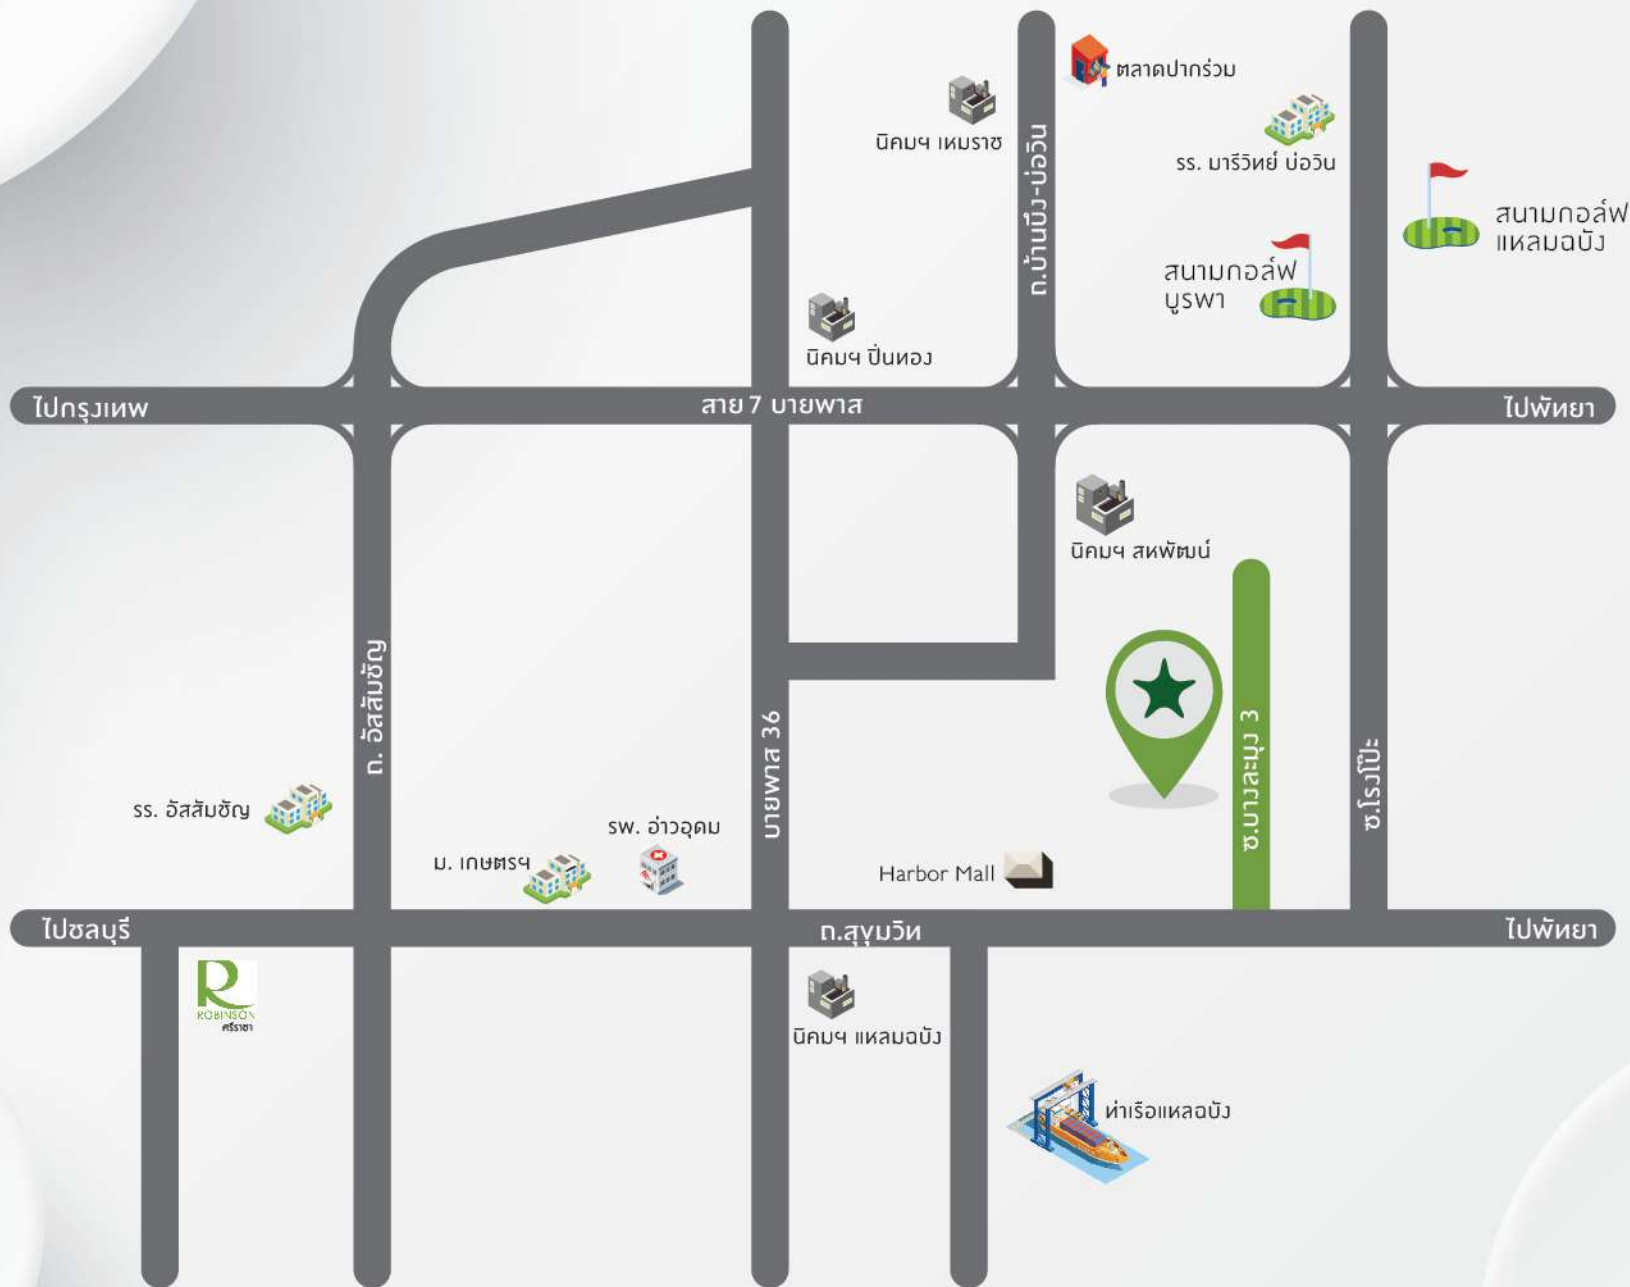 ตลาดปากร่วม
นิคมฯ เหมราช
ถ.บ้านบึง-บ่อวิน
รร. มารีวิทย์ บ่อวิน
สนามกอล์ฟ
แหลมฉบัง
สนามกอล์ฟ
บูรพา
นิคมฯ ปิ่นทอง
ไปกรุงเทพ
สาย 7 บายพาส
ไปพัทยา
นิคมฯ สหพัฒน์
ถ. อัสสัมชัญ
บายพาส 36
ซ.บางละมุง 3
ซ.โรงโป๊ะ
รร. อัสสัมชัญ
รพ. อ่าวอุดม
ม. เกษตรฯ
Harbor Mall
ไปชลบุรี
ถ.สุขุมวิท
ไปพัทยา
R
ROBINSON
ศรีราชา
นิคมฯ แหลมฉบัง
ท่าเรือแหลฉบัง